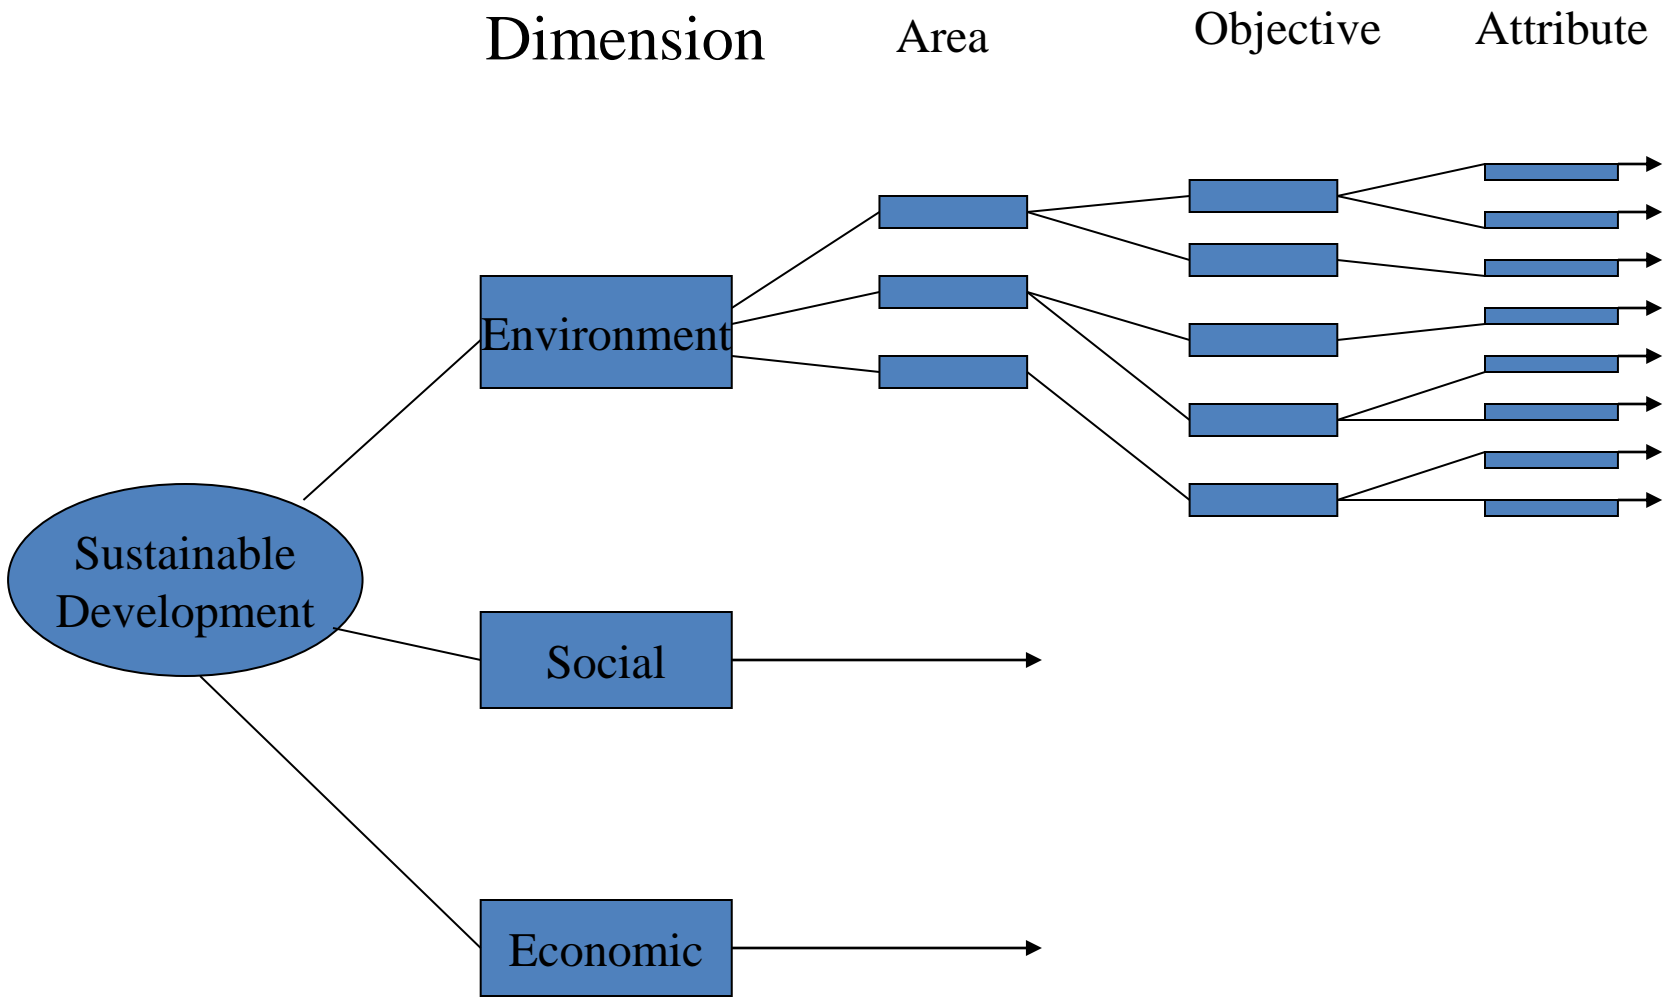 Dimension
Area
Objective
Attribute
Environment
Sustainable
Development
Social
Economic